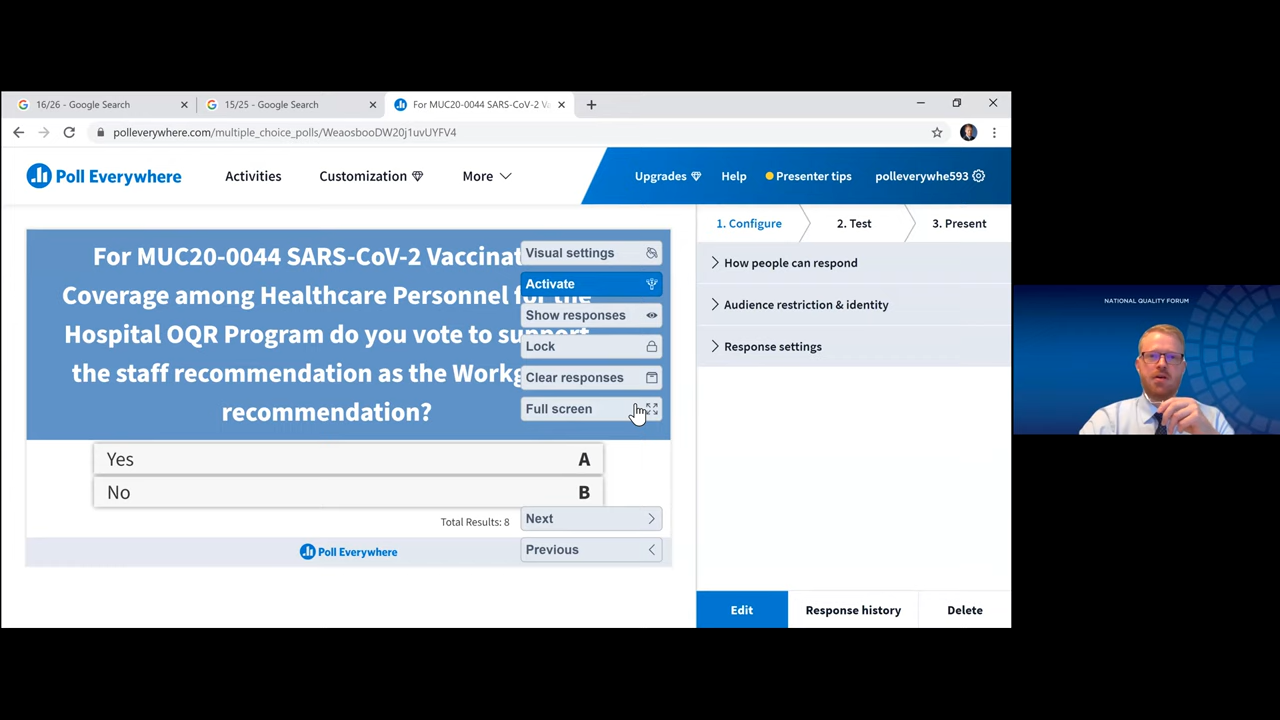 16/26 - Google Search
15/25 - Google Search
For MUC20-0044 SARS-CoV-2 Va
polleverywhere.com/multiple_choice_polls/WeaosbooDW20j1uvUYFV4
Poll Everywhere
Activities
Customization
More
Upgrades
Help
Presenter tips
polleverywhe593
1. Configure
2. Test
3. Present
For MUC20-0044 SARS-CoV-2 Vaccinat
Coverage among Healthcare Personnel for the
Hospital OQR Program do you vote to support
the staff recommendation as the Workg
recommendation?
Visual settings
Activate
Show responses
Lock
Clear responses
Full screen
Yes A
No B
Total Results: 8
Next
Previous
Poll Everywhere
How people can respond
Audience restriction & identity
Response settings
Edit
Response history
Delete
NATIONAL QUALITY FORUM